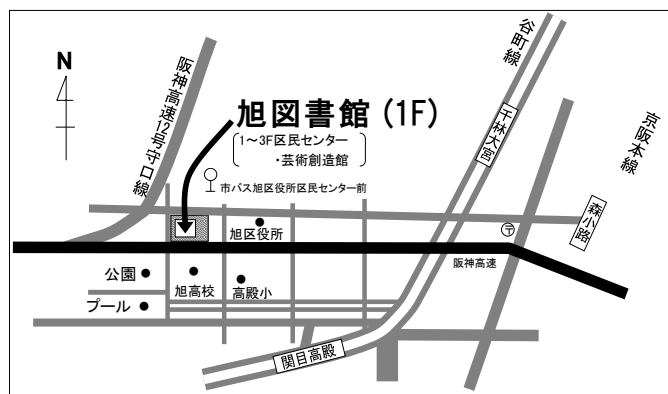 N
阪神高速12号守口線
旭図書館 (1F)
1~3F区民センター
・芸術創造館
市バス旭区役所区民センター前
谷町線
千林大宮
京阪本線
森小路
旭区役所
〒
阪神高速
公園
旭高校
高殿小
プール
関目高殿